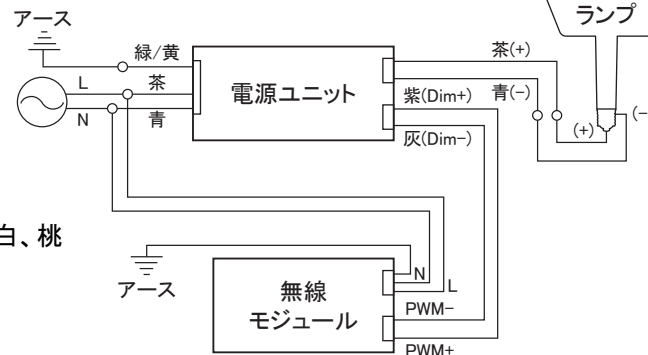 アース
緑/黄
L
茶
N
青
電源ユニット
茶(+)
紫(Dim+)
青(-)
灰(Dim-)
ランプ
(+)
(-
白、桃
アース
無線
モジュール
N
L
PWM-
PWM+